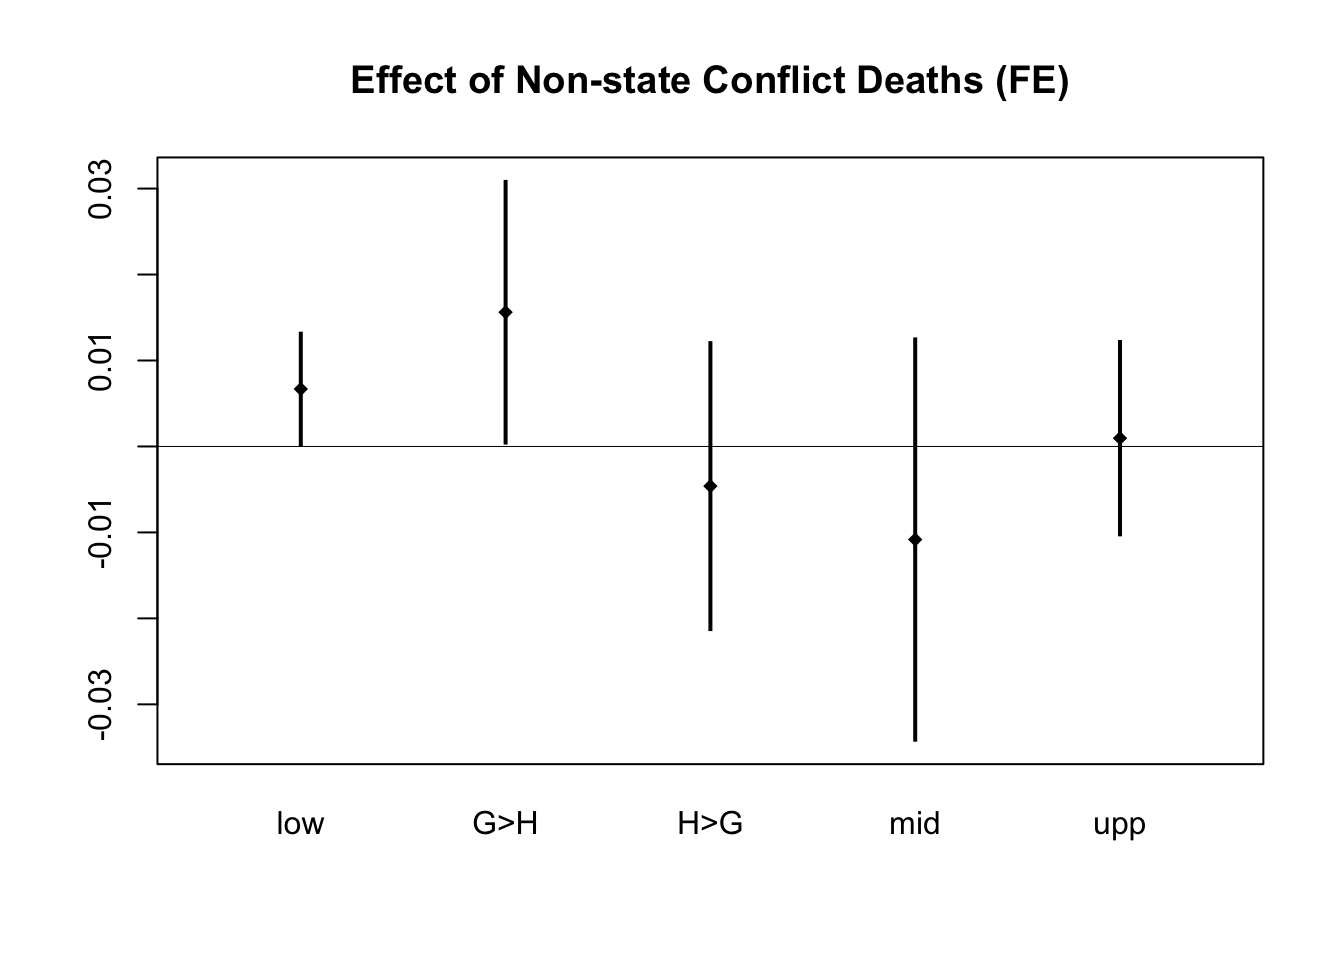 Effect of Non-state Conflict Deaths (FE)
0.03
0.01
-0.01
-0.03
low G>H H>G mid upp